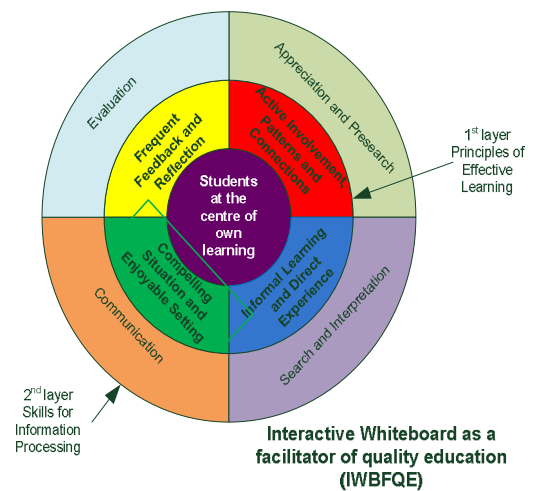 Evaluation
Appreciation and Presearch
Frequent
Feedback and
Reflection
Active Involvement,
Patterns and
Connections
1st layer
Principles of
Effective
Learning
Students
at the
centre of
own
learning
Compelling
Situation and
Enjoyable Setting
Informal Learning
and Direct
Experience
Communication
Search and Interpretation
2nd layer
Skills for
Information
Processing
Interactive Whiteboard as a
facilitator of quality education
(IWBFQE)